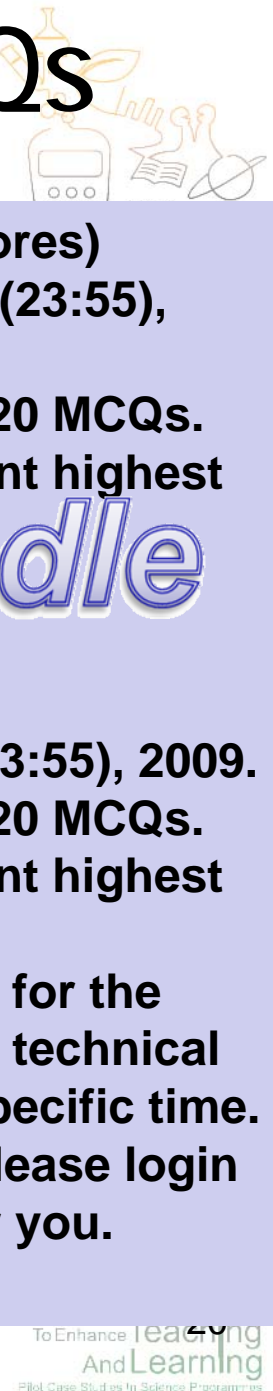 Qs
ores)
(23:55),
20 MCQs.
nt highest
dle
3:55), 2009.
20 MCQs.
nt highest
for the
technical
pecific time.
lease login
you.
To Enhance Teaching
And Learning
Pilot Case Studies In Science Programmes